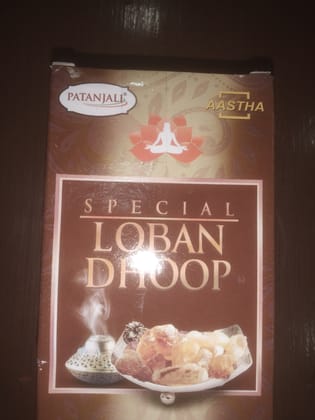 PATANJALI®
AASTHA
SPECIAL
LOBAN
DHOOP